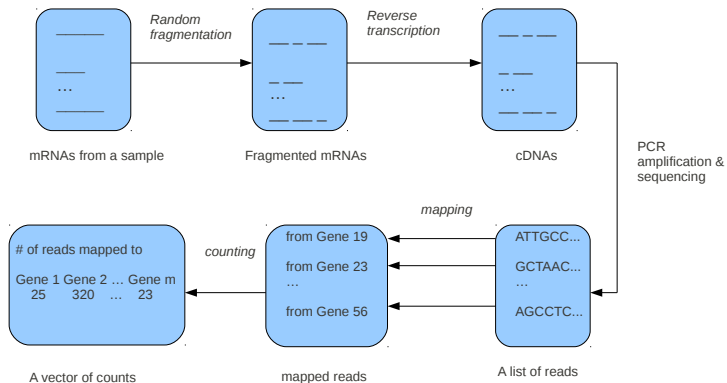 Random
fragmentation
Reverse
transcription
…
…
…
mRNAs from a sample
Fragmented mRNAs
cDNAs
PCR
amplification &
sequencing
mapping
counting
# of reads mapped to
Gene 1 Gene 2 … Gene m
25 320 … 23
from Gene 19
from Gene 23
…
from Gene 56
ATTGCC...
GCTAAC...
…
AGCCTC...
A vector of counts
mapped reads
A list of reads